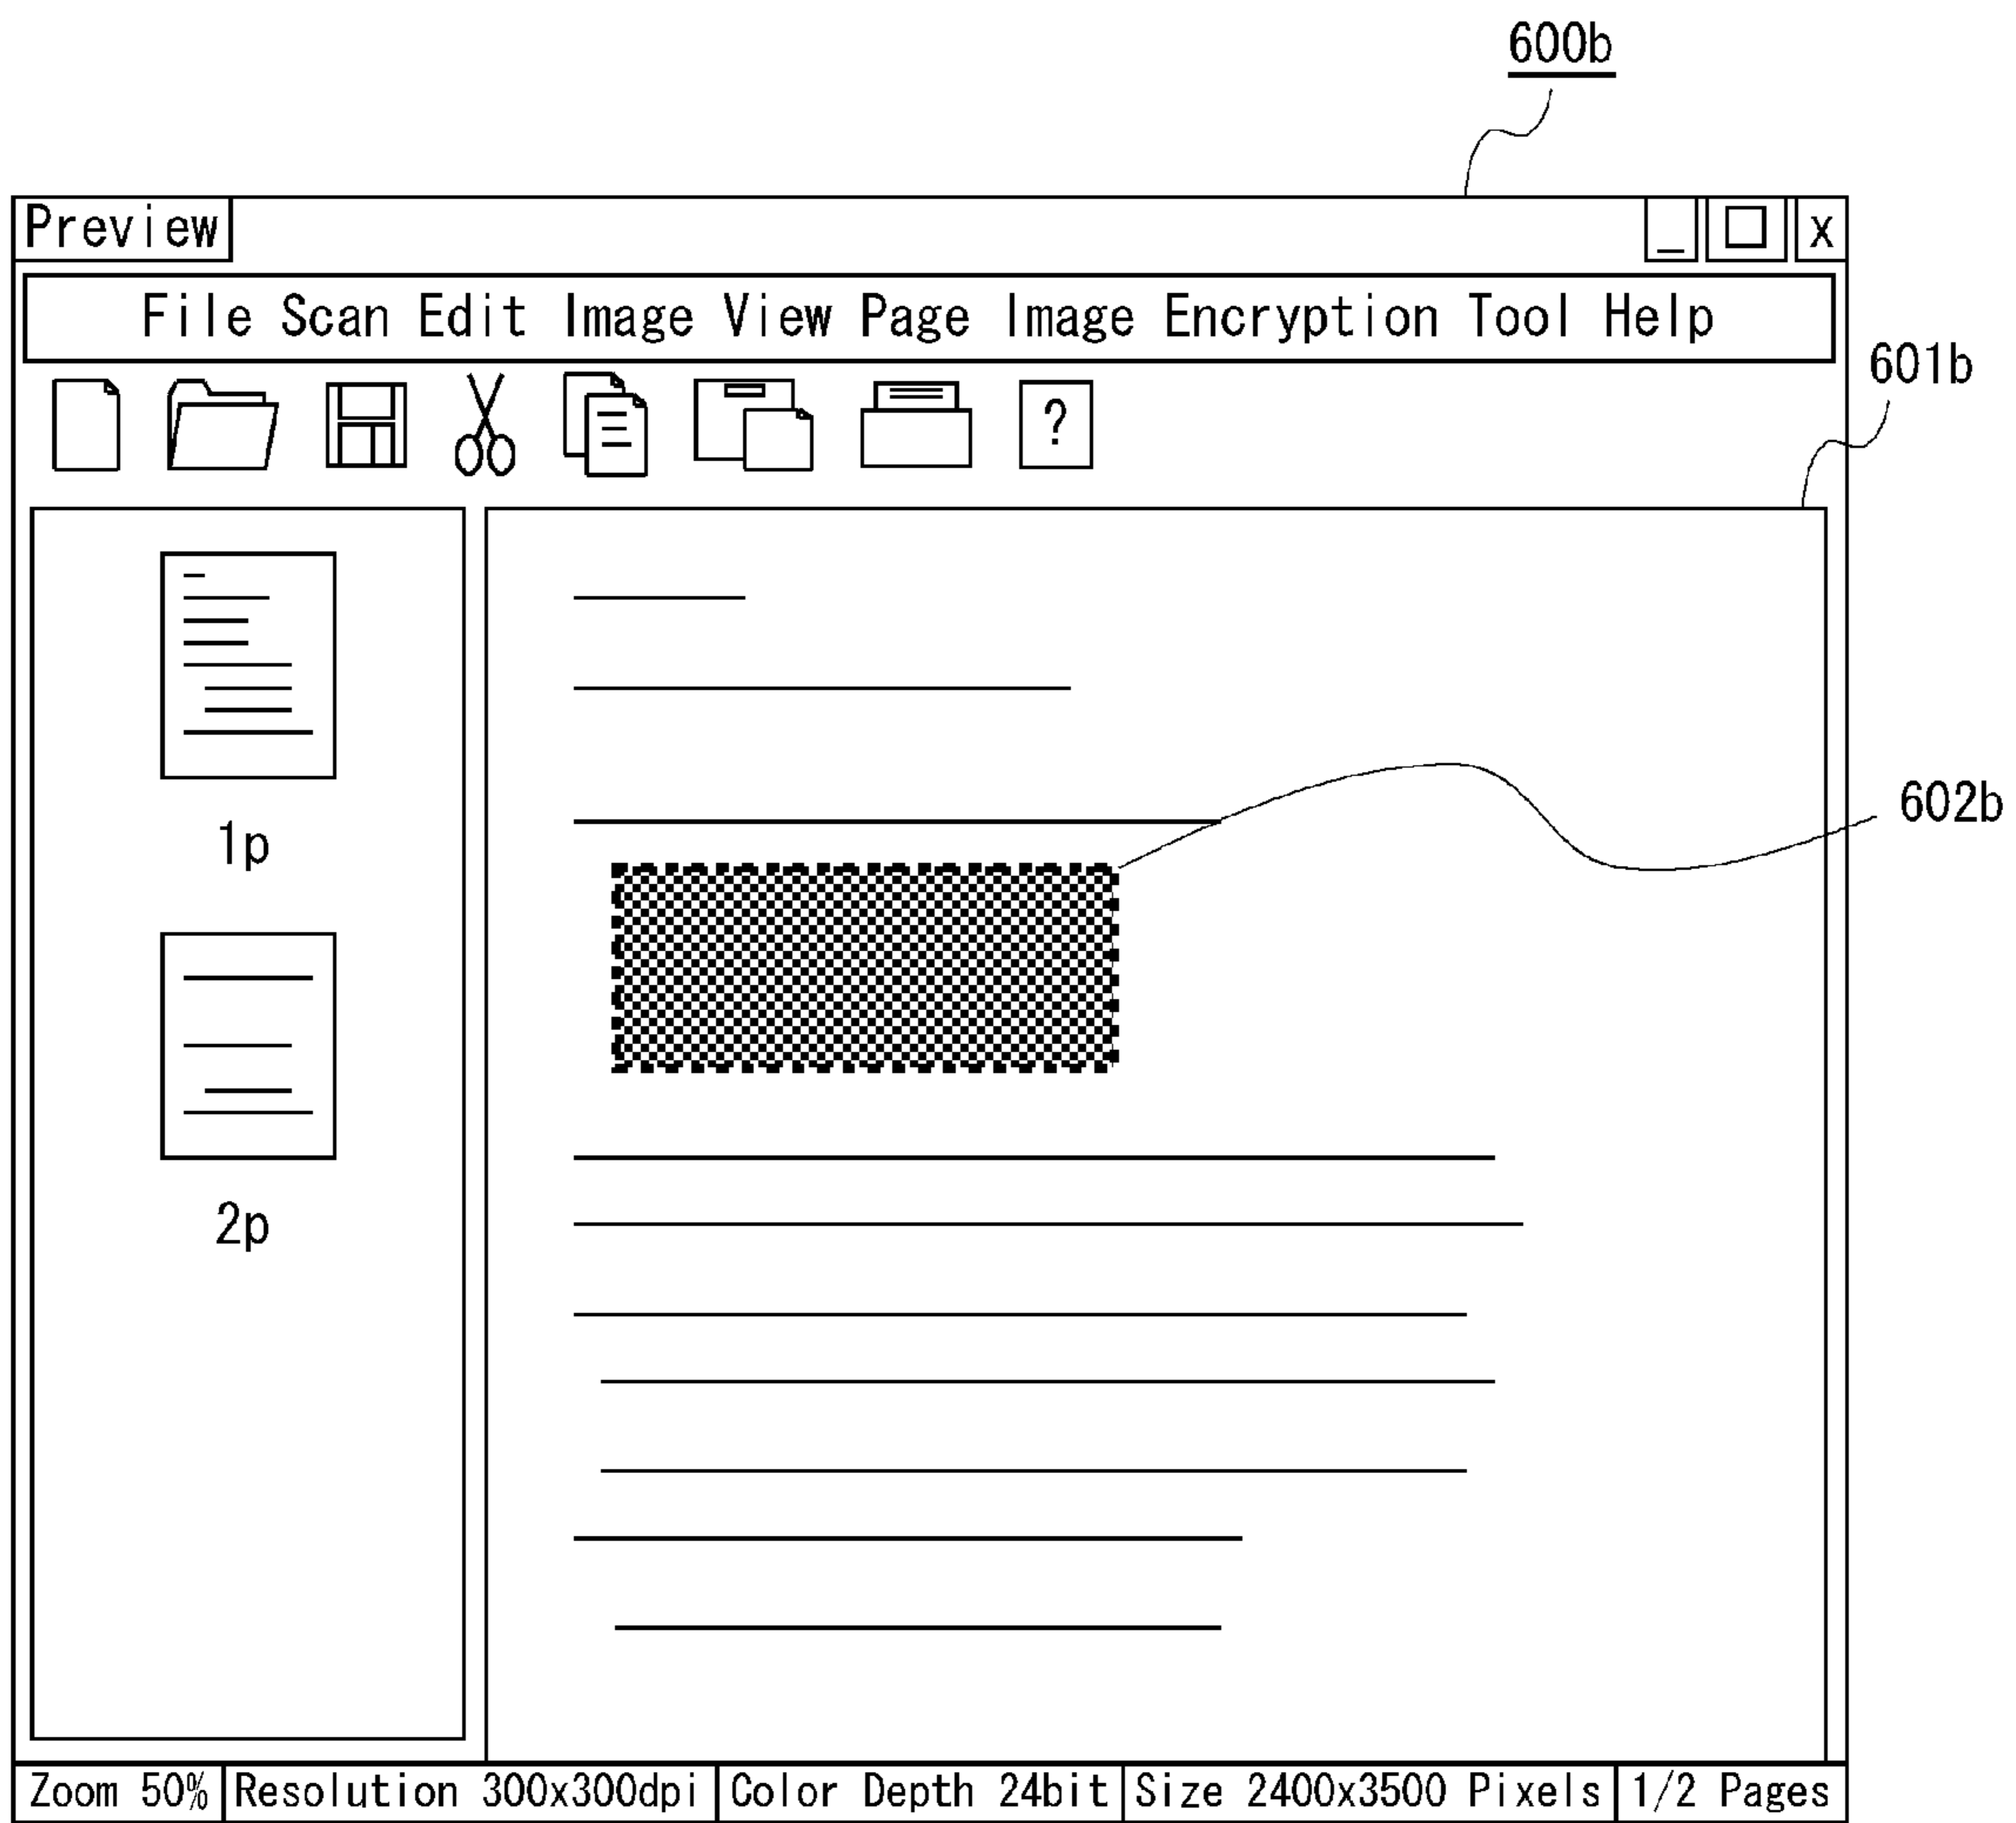 600b
Preview _ □ x
File Scan Edit Image View Page Image Encryption Tool Help
601b
?
602b
1p
2p
Zoom 50% Resolution 300x300dpi Color Depth 24bit Size 2400x3500 Pixels 1/2 Pages